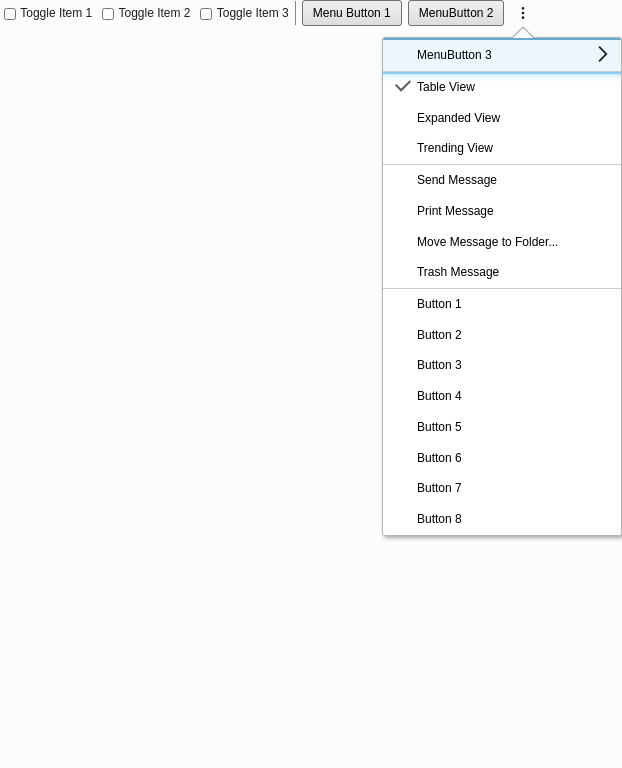 Toggle Item 1 Toggle Item 2 Toggle Item 3 Menu Button 1 MenuButton 2
MenuButton 3
Table View
Expanded View
Trending View
Send Message
Print Message
Move Message to Folder...
Trash Message
Button 1
Button 2
Button 3
Button 4
Button 5
Button 6
Button 7
Button 8